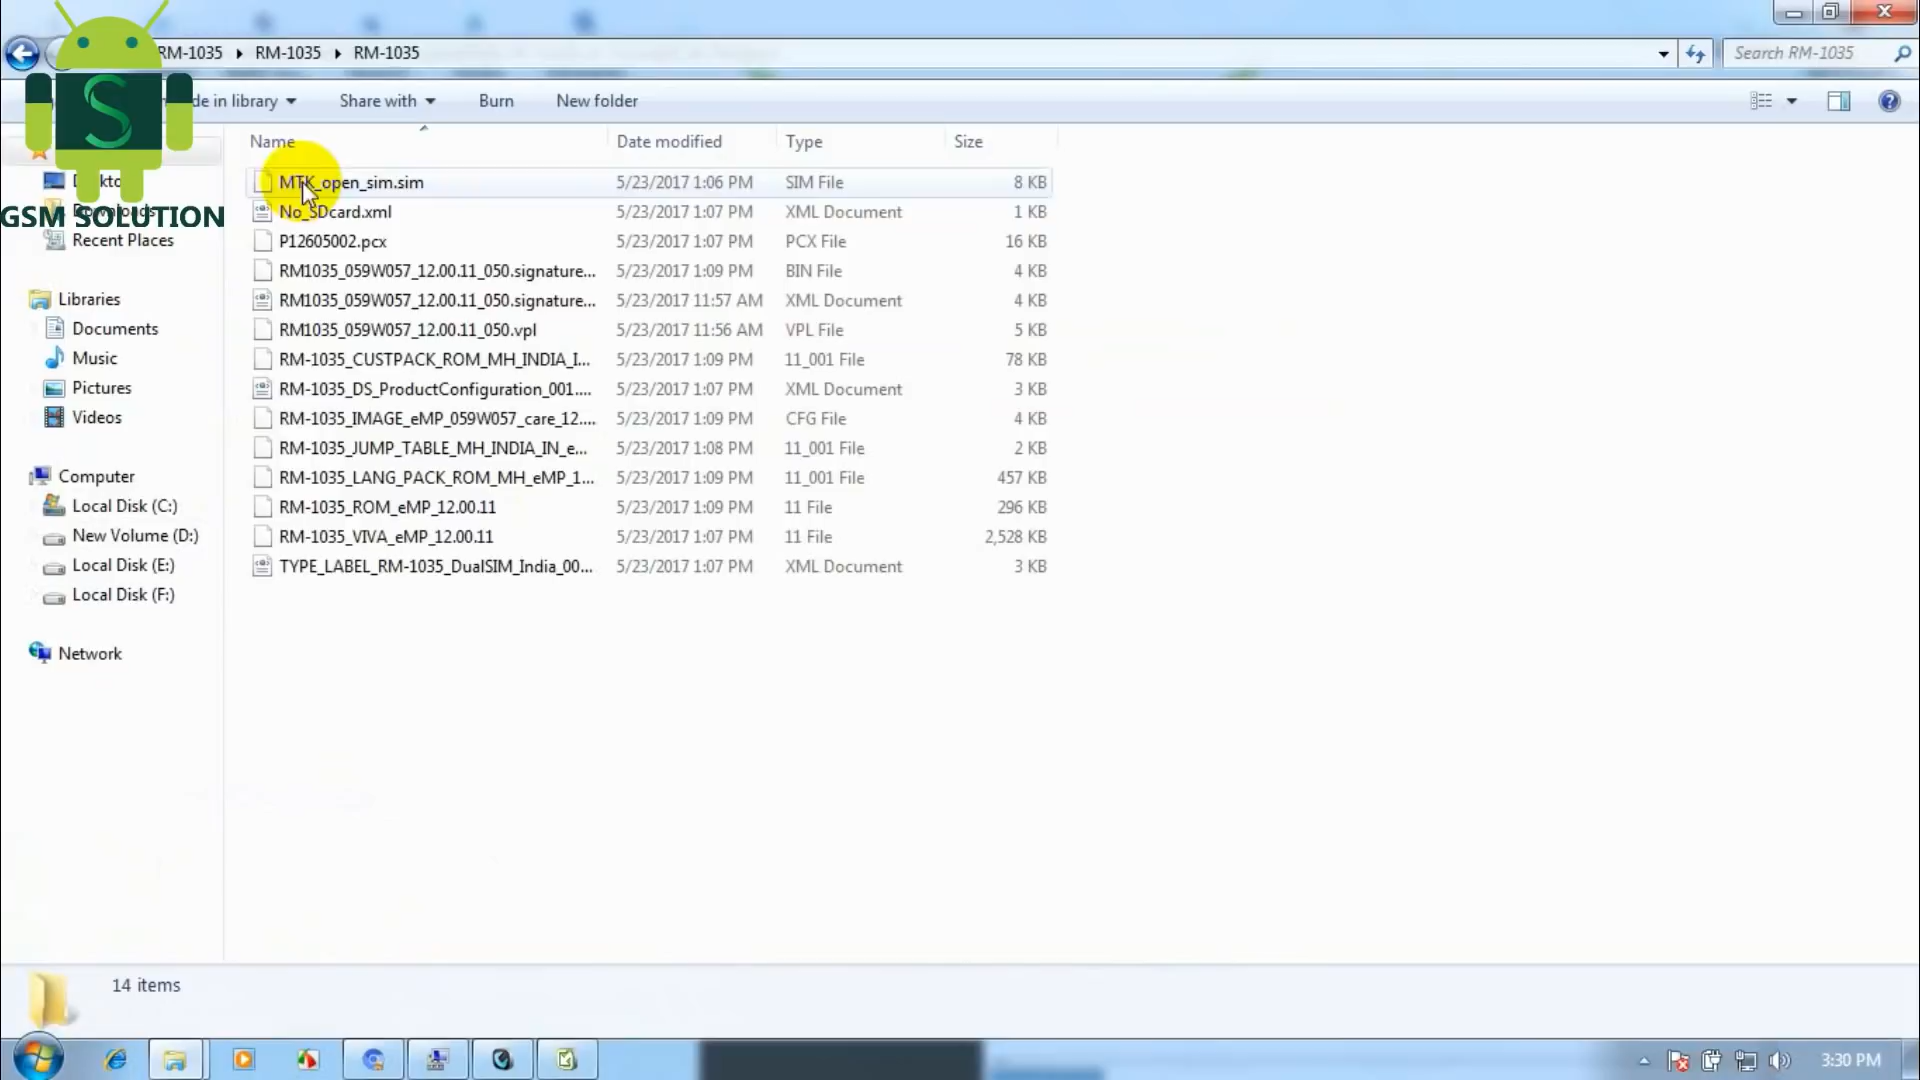 RM-1035 ▸ RM-1035 ▸ RM-1035
Search RM-1035
de in library Share with Burn New folder
Name Date modified Type Size
MTK_open_sim.sim 5/23/2017 1:06 PM SIM File 8 KB
No_SDcard.xml 5/23/2017 1:07 PM XML Document 1 KB
P12605002.pcx 5/23/2017 1:07 PM PCX File 16 KB
RM1035_059W057_12.00.11_050.signature... 5/23/2017 1:09 PM BIN File 4 KB
RM1035_059W057_12.00.11_050.signature... 5/23/2017 11:57 AM XML Document 4 KB
RM1035_059W057_12.00.11_050.vpl 5/23/2017 11:56 AM VPL File 5 KB
RM-1035_CUSTPACK_ROM_MH_INDIA_I... 5/23/2017 1:09 PM 11_001 File 78 KB
RM-1035_DS_ProductConfiguration_001.... 5/23/2017 1:07 PM XML Document 3 KB
RM-1035_IMAGE_eMP_059W057_care_12.... 5/23/2017 1:09 PM CFG File 4 KB
RM-1035_JUMP_TABLE_MH_INDIA_IN_e... 5/23/2017 1:08 PM 11_001 File 2 KB
RM-1035_LANG_PACK_ROM_MH_eMP_1... 5/23/2017 1:09 PM 11_001 File 457 KB
RM-1035_ROM_eMP_12.00.11 5/23/2017 1:09 PM 11 File 296 KB
RM-1035_VIVA_eMP_12.00.11 5/23/2017 1:07 PM 11 File 2,528 KB
TYPE_LABEL_RM-1035_DualSIM_India_00... 5/23/2017 1:07 PM XML Document 3 KB
S
GSM SOLUTION
Recent Places
Libraries
Documents
Music
Pictures
Videos
Computer
Local Disk (C:)
New Volume (D:)
Local Disk (E:)
Local Disk (F:)
Network
14 items
3:30 PM